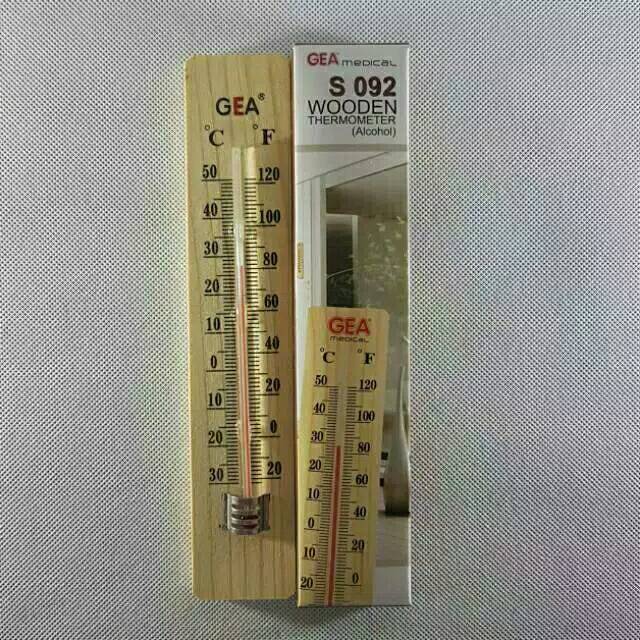 GEA®
°C °F
50 120
40 100
30 80
20 60
10 40
0 20
10 0
20 20
30
GEA medical
S 092
WOODEN
THERMOMETER
(Alcohol)
GEA
medical
°C °F
50 120
40 100
30 80
20 60
10 40
0 20
10 0
20